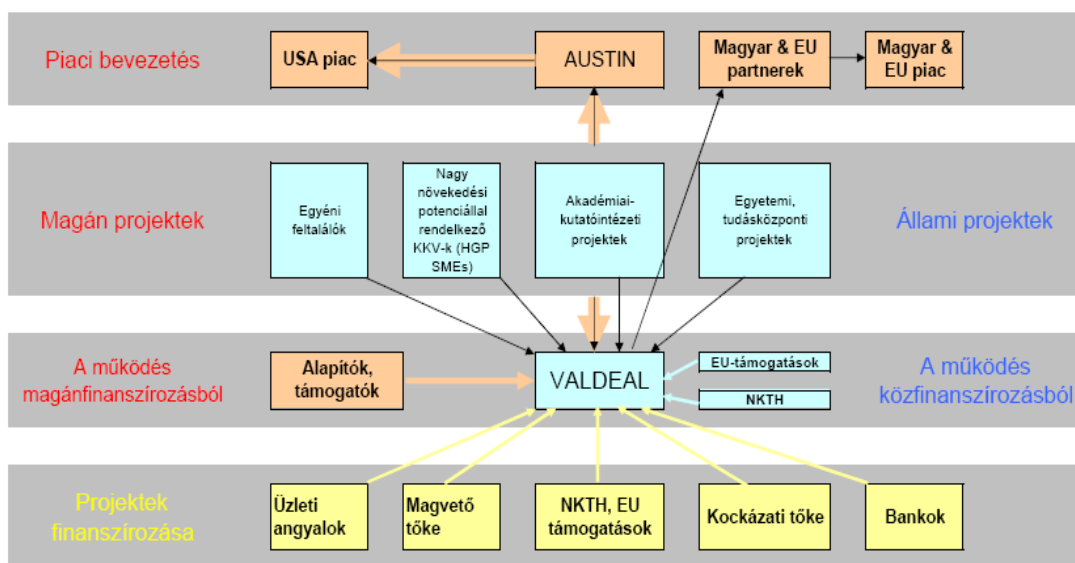 Piaci bevezetés
USA piac
AUSTIN
Magyar & EU
partnerek
Magyar &
EU piac
Magán projektek
Egyéni
feltalálók
Nagy
növekedési
potenciállal
rendelkező
KKV-k (HGP
SMEs)
Akadémiai-
kutatóintézeti
projektek
Egyetemi,
tudásközponti
projektek
Állami projektek
A működés
magánfinanszírozásból
Alapítók,
támogatók
VALDEAL
EU-támogatások
NKTH
A működés
közfinanszírozásból
Projektek
finanszírozása
Üzleti
angyalok
Magvető
tőke
NKTH, EU
támogatások
Kockázati tőke
Bankok